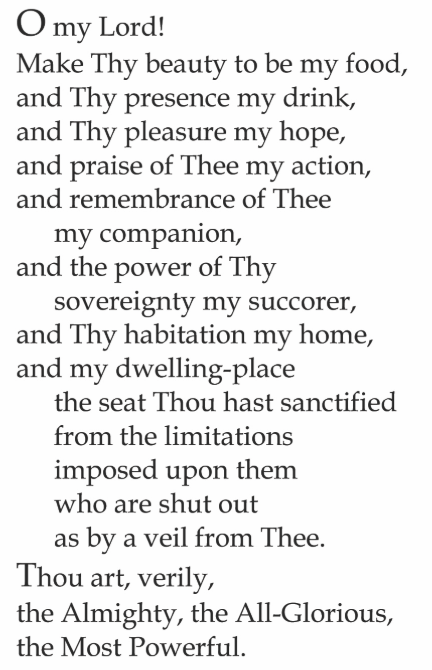 O my Lord!
Make Thy beauty to be my food,
and Thy presence my drink,
and Thy pleasure my hope,
and praise of Thee my action,
and remembrance of Thee
my companion,
and the power of Thy
sovereignty my succorer,
and Thy habitation my home,
and my dwelling-place
the seat Thou hast sanctified
from the limitations
imposed upon them
who are shut out
as by a veil from Thee.
Thou art, verily,
the Almighty, the All-Glorious,
the Most Powerful.